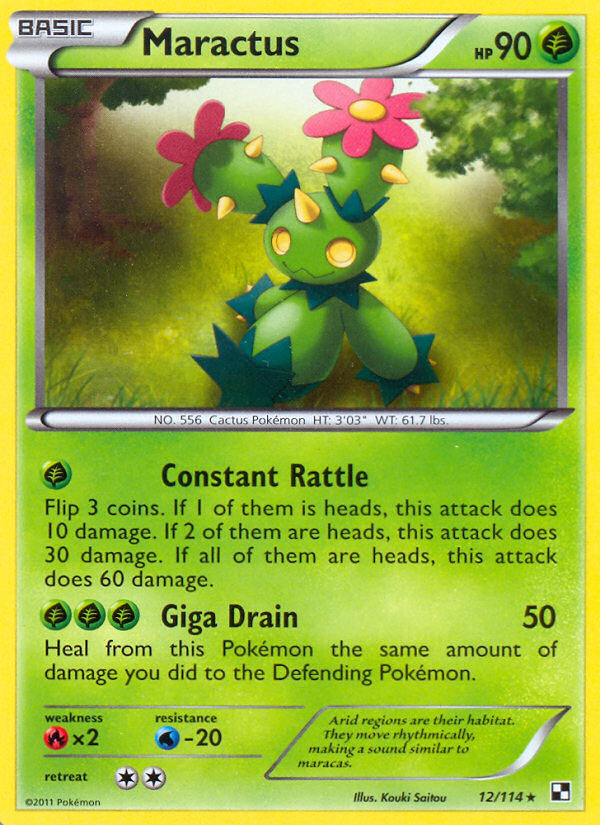 BASIC
Maractus
HP 90
NO. 556 Cactus Pokémon HT: 3'03" WT: 61.7 lbs.
Constant Rattle
Flip 3 coins. If 1 of them is heads, this attack does
10 damage. If 2 of them are heads, this attack does
30 damage. If all of them are heads, this attack
does 60 damage.
Giga Drain 50
Heal from this Pokémon the same amount of
damage you did to the Defending Pokémon.
weakness resistance
×2 -20
Arid regions are their habitat.
They move rhythmically,
making a sound similar to
maracas.
retreat
©2011 Pokémon
Illus. Kouki Saitou 12/114 ★